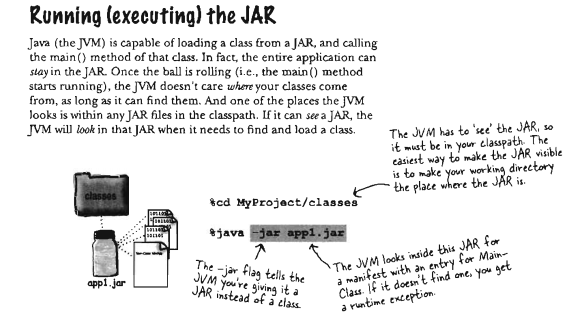 Running (executing) the JAR
Java (the JVM) is capable of loading a class from a JAR, and calling
the main() method of that class. In fact, the entire application can
stay in the JAR. Once the ball is rolling (i.e., the main() method
starts running), the JVM doesn't care where your classes come
from, as long as it can find them. And one of the places the JVM
looks is within any JAR files in the classpath. If it can see a JAR, the
JVM will look in that JAR when it needs to find and load a class.
The JVM has to 'see' the JAR, so
it must be in your classpath. The
easiest way to make the JAR visible
is to make your working directory
the place where the JAR is.
classes
101101
101101
app1.jar
%cd MyProject/classes
%java -jar app1.jar
The -jar flag tells the
JVM you're giving it a
JAR instead of a class.
The JVM looks inside this JAR for
a manifest with an entry for Main-
Class. If it doesn't find one, you get
a runtime exception.